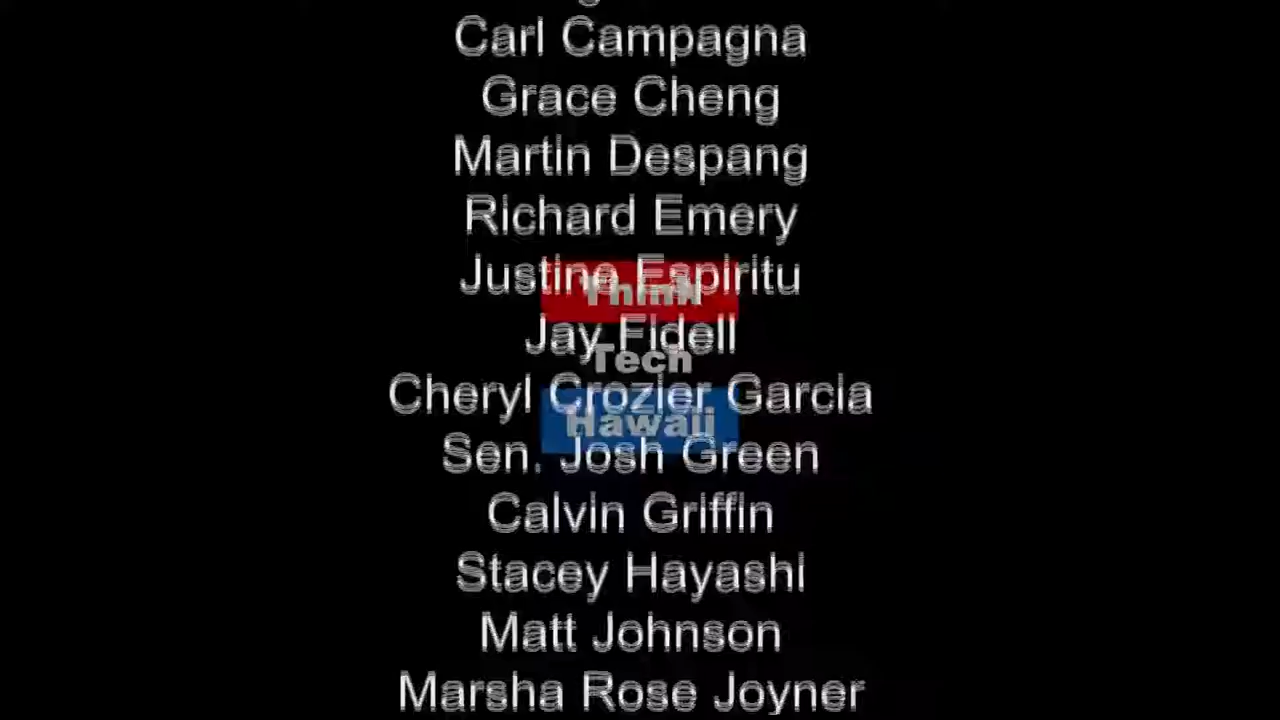 Carl Campagna
Grace Cheng
Martin Despang
Richard Emery
Justine Espiritu
Think
Jay Fidell
Tech
Cheryl Crozier Garcia
Hawaii
Sen. Josh Green
Calvin Griffin
Stacey Hayashi
Matt Johnson
Marsha Rose Joyner